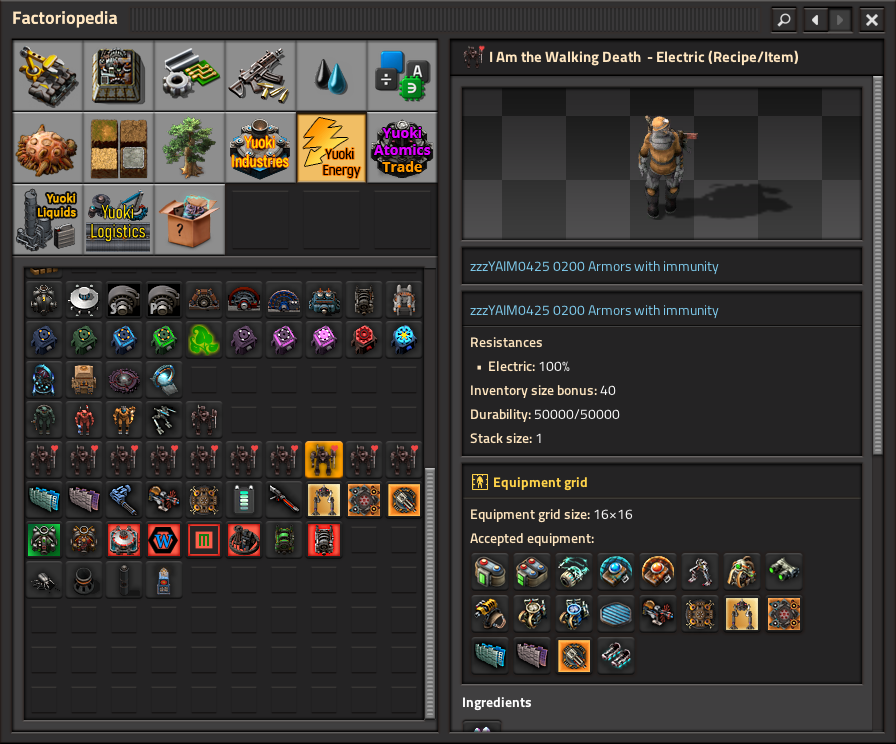 Factoriopedia
Yuoki
Industries
Yuoki
Energy
Yuoki
Atomics
Trade
Yuoki
Liquids
Yuoki
Logistics
?
I Am the Walking Death - Electric (Recipe/Item)
zzzYAIM0425 0200 Armors with immunity
zzzYAIM0425 0200 Armors with immunity
Resistances
• Electric: 100%
Inventory size bonus: 40
Durability: 50000/50000
Stack size: 1
Equipment grid
Equipment grid size: 16×16
Accepted equipment:
Ingredients